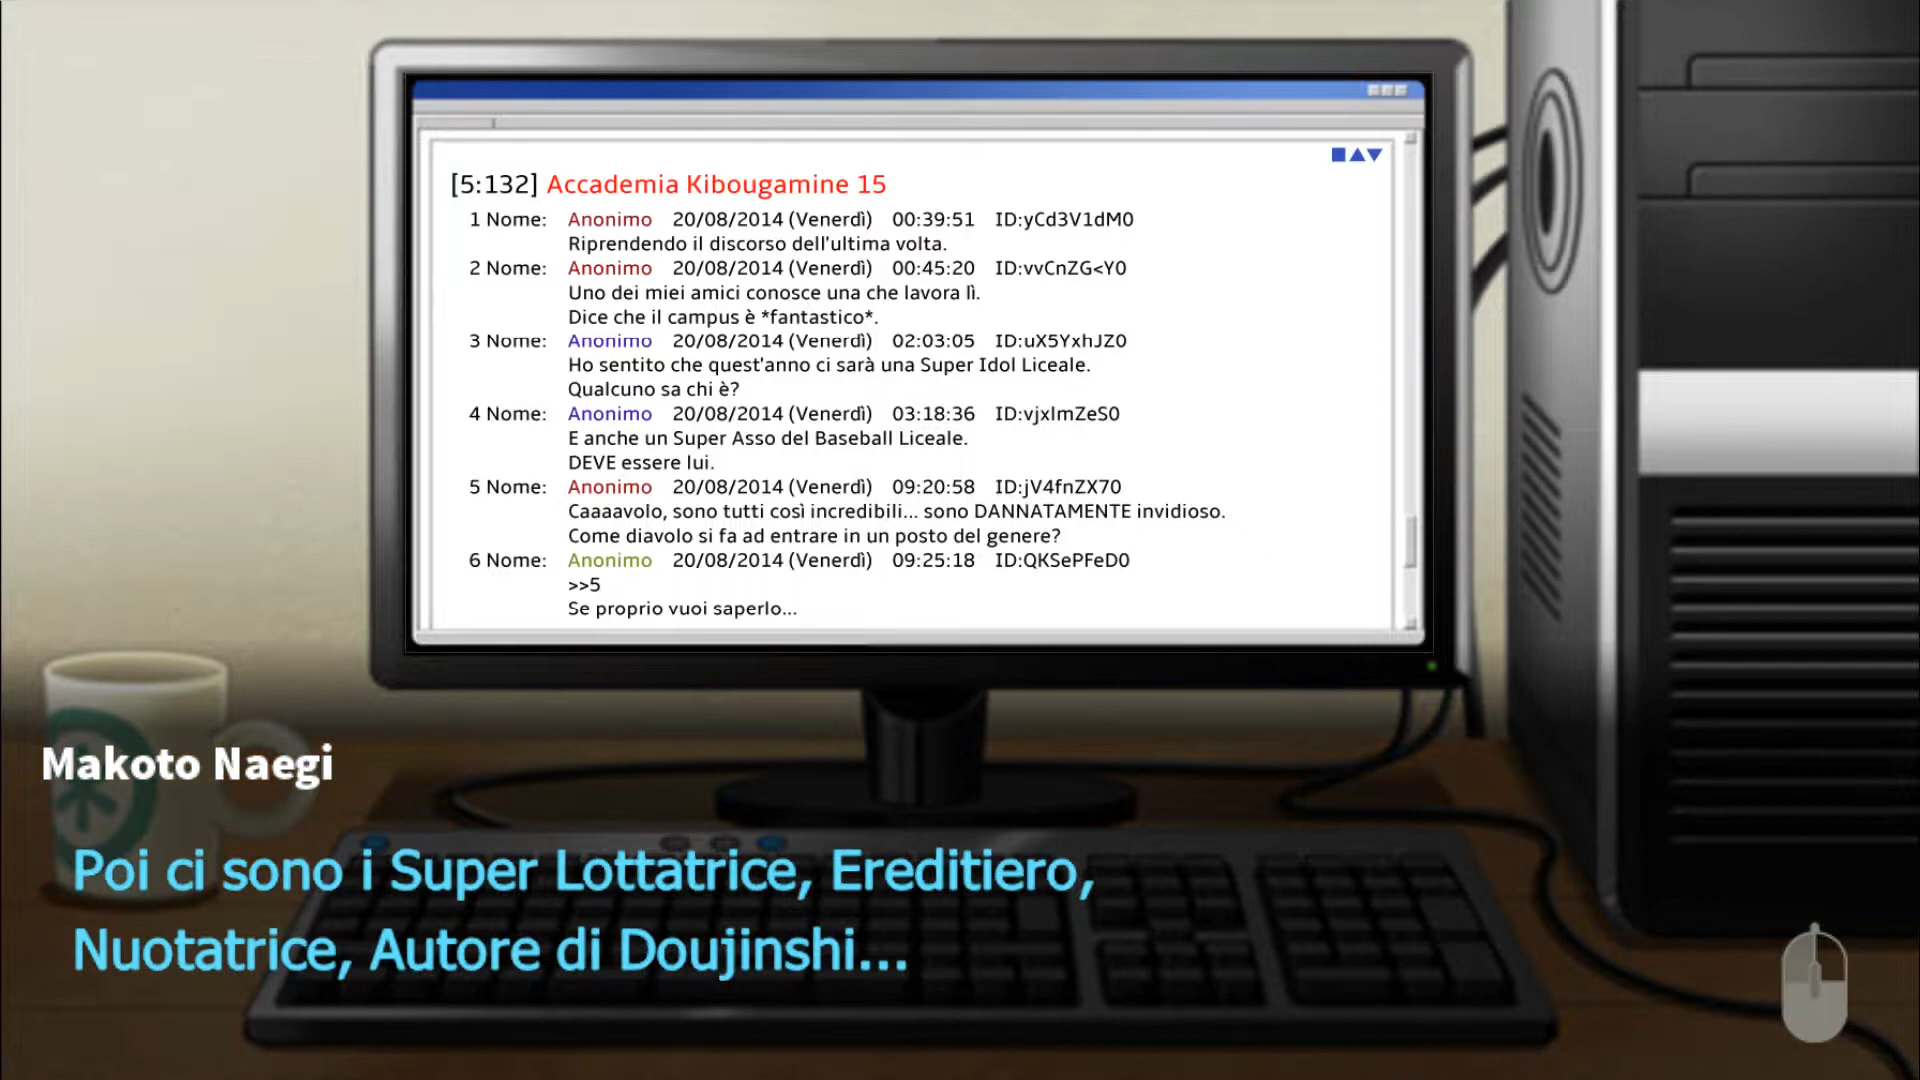 [5:132] Accademia Kibougamine 15
1 Nome: Anonimo 20/08/2014 (Venerdì) 00:39:51 ID:yCd3V1dM0
Riprendendo il discorso dell'ultima volta.
2 Nome: Anonimo 20/08/2014 (Venerdì) 00:45:20 ID:vvCnZG<Y0
Uno dei miei amici conosce una che lavora lì.
Dice che il campus è *fantastico*.
3 Nome: Anonimo 20/08/2014 (Venerdì) 02:03:05 ID:uX5YxhJZ0
Ho sentito che quest'anno ci sarà una Super Idol Liceale.
Qualcuno sa chi è?
4 Nome: Anonimo 20/08/2014 (Venerdì) 03:18:36 ID:vjxlmZeS0
E anche un Super Asso del Baseball Liceale.
DEVE essere lui.
5 Nome: Anonimo 20/08/2014 (Venerdì) 09:20:58 ID:jV4fnZX70
Caaaavolo, sono tutti così incredibili... sono DANNATAMENTE invidioso.
Come diavolo si fa ad entrare in un posto del genere?
6 Nome: Anonimo 20/08/2014 (Venerdì) 09:25:18 ID:QKSePFeD0
>>5
Se proprio vuoi saperlo...
Makoto Naegi
Poi ci sono i Super Lottatrice, Ereditiero,
Nuotatrice, Autore di Doujinshi...